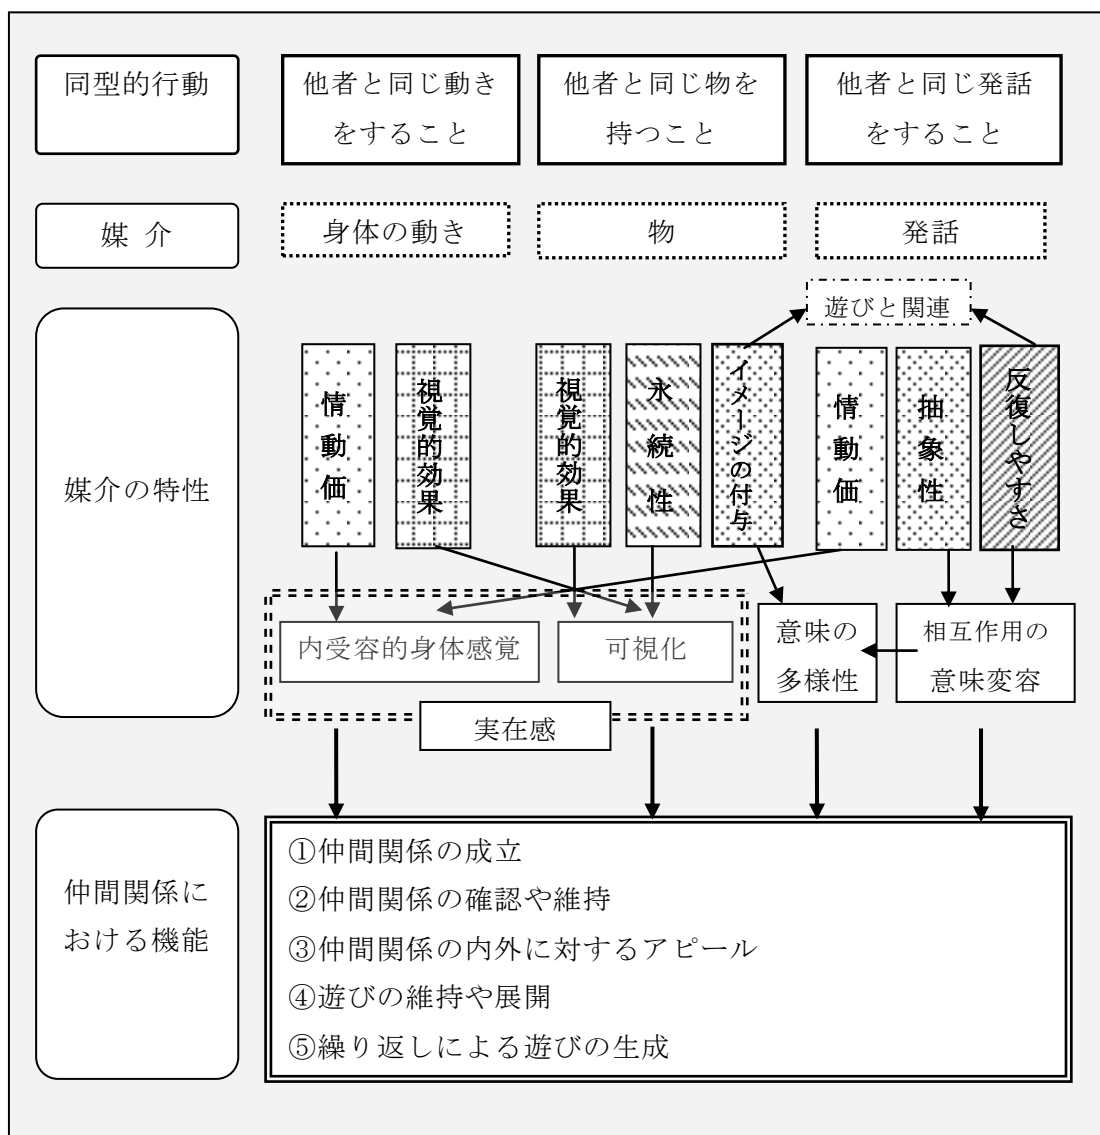 同型的行動
他者と同じ動き
をすること
他者と同じ物を
持つこと
他者と同じ発話
をすること
媒 介
身体の動き
物
発話
遊びと関連
媒介の特性
情動価
視覚的効果
視覚的効果
永続性
イメージの付与
情動価
抽象性
反復しやすさ
内受容的身体感覚
可視化
意味の
多様性
相互作用の
意味変容
実在感
仲間関係に
おける機能
①仲間関係の成立
②仲間関係の確認や維持
③仲間関係の内外に対するアピール
④遊びの維持や展開
⑤繰り返しによる遊びの生成